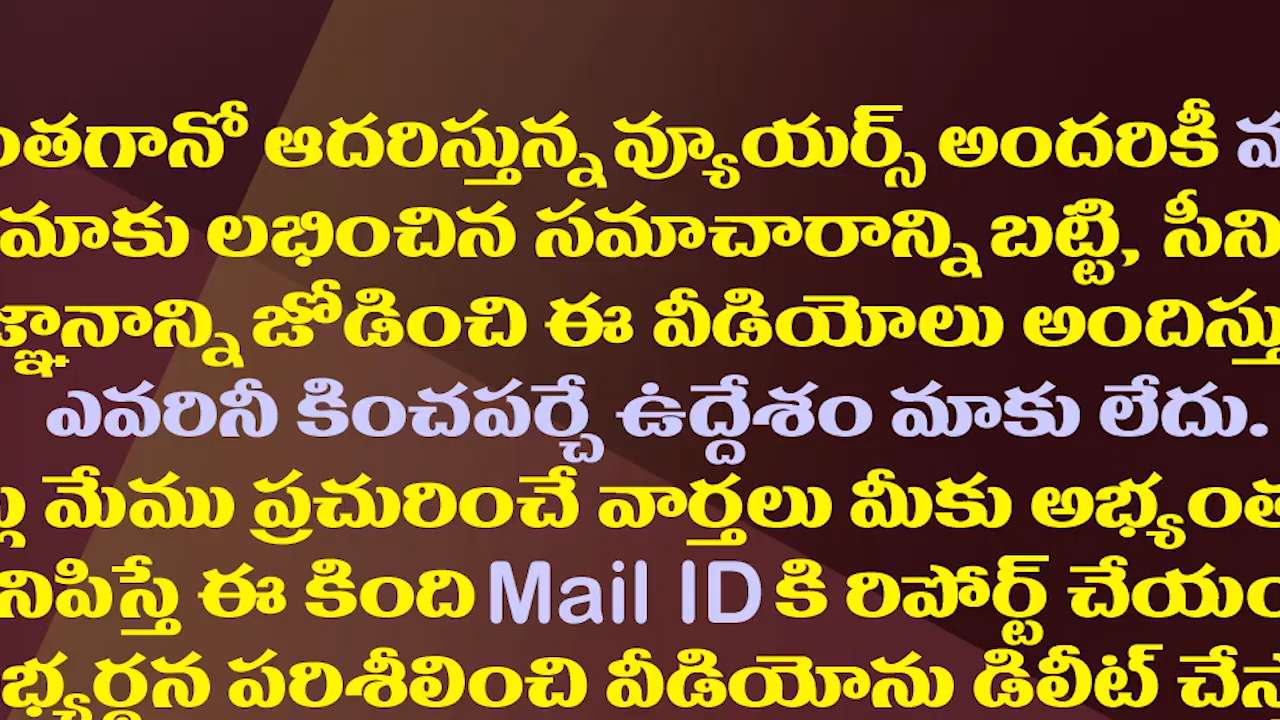 ంతగానో ఆదరిస్తున్న వ్యూయర్స్ అందరికీ
మాకు లభించిన సమాచారాన్ని బట్టి, సీని
జ్ఞానాన్ని జోడించి ఈ వీడియోలు అందిస్తు
ఎవరినీ కించపర్చే ఉద్దేశం మాకు లేదు.
మేము ప్రచురించే వార్తలు మీకు అభ్యంత
నిపిస్తే ఈ కింది Mail ID కి రిపోర్ట్ చేయం
భ్యర్థన పరిశీలించి వీడియోను డిలీట్ చేస